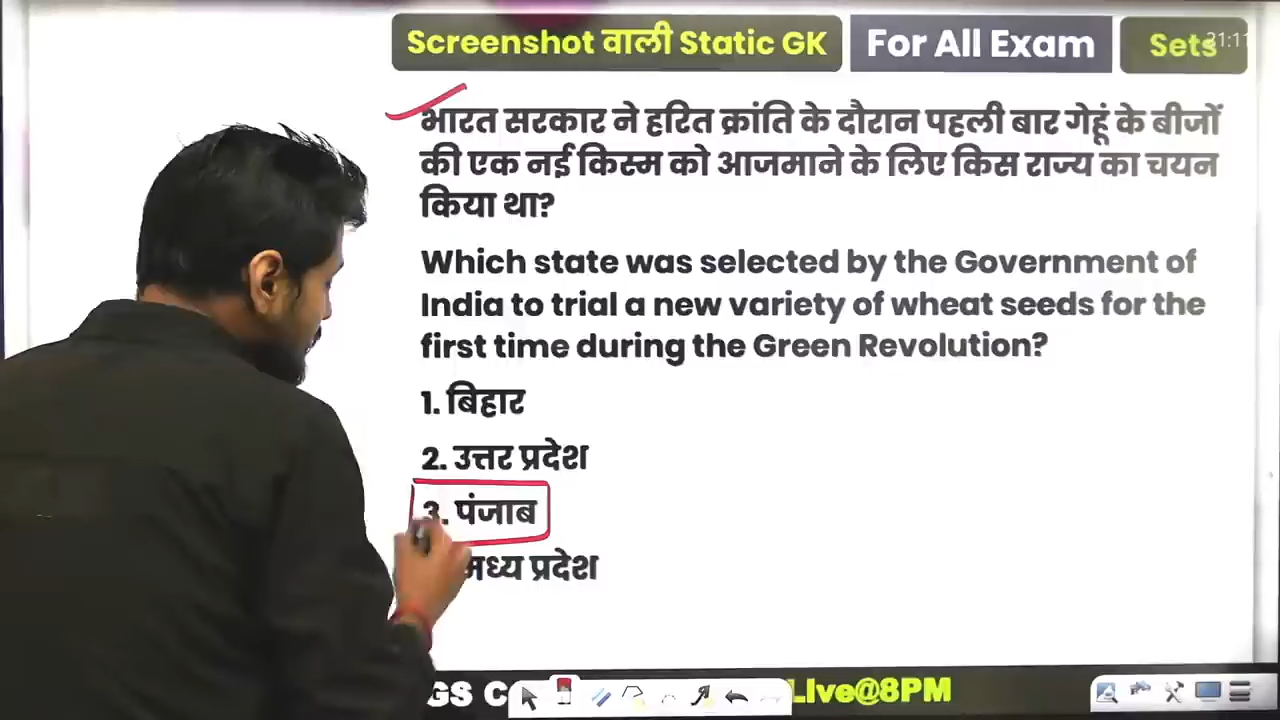 Screenshot वाली Static GK
For All Exam
Sets
भारत सरकार ने हरित क्रांति के दौरान पहली बार गेहूं के बीजों
की एक नई किस्म को आजमाने के लिए किस राज्य का चयन
किया था?
Which state was selected by the Government of
India to trial a new variety of wheat seeds for the
first time during the Green Revolution?
1. बिहार
2. उत्तर प्रदेश
3. पंजाब
मध्य प्रदेश
GS
Live@8PM